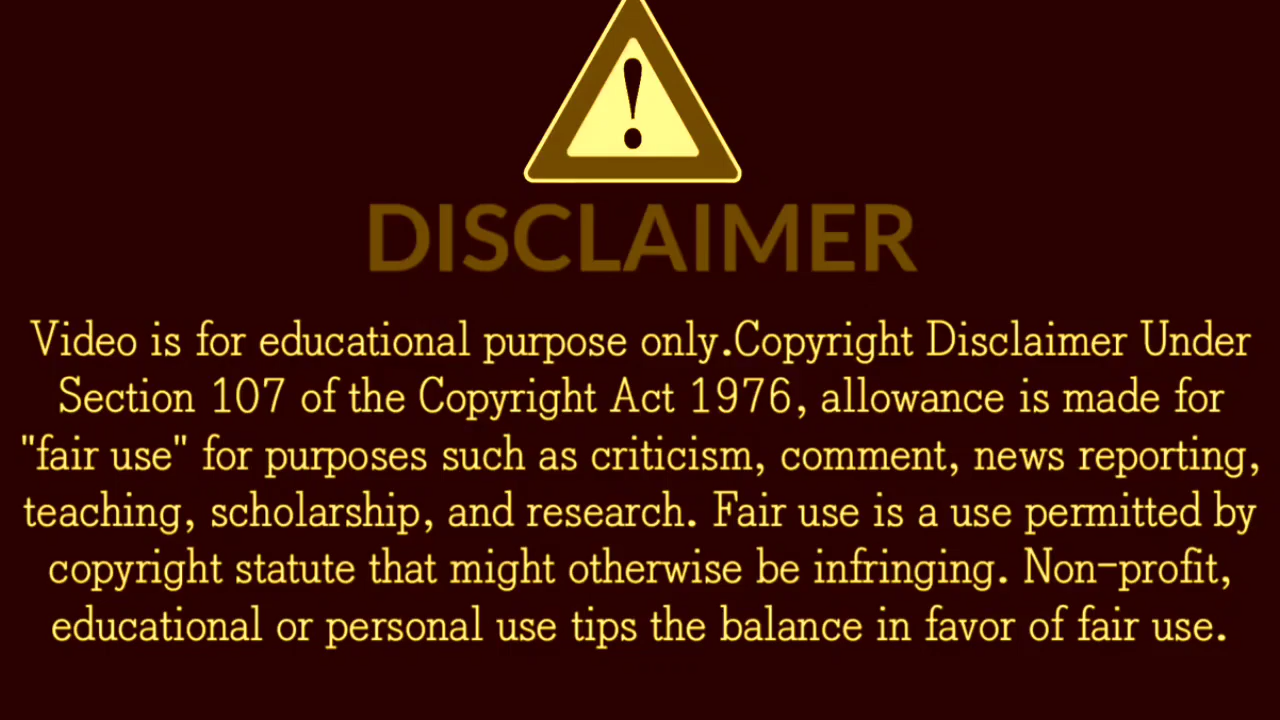 DISCLAIMER
Video is for educational purpose only.Copyright Disclaimer Under
Section 107 of the Copyright Act 1976, allowance is made for
"fair use" for purposes such as criticism, comment, news reporting,
teaching, scholarship, and research. Fair use is a use permitted by
copyright statute that might otherwise be infringing. Non-profit,
educational or personal use tips the balance in favor of fair use.